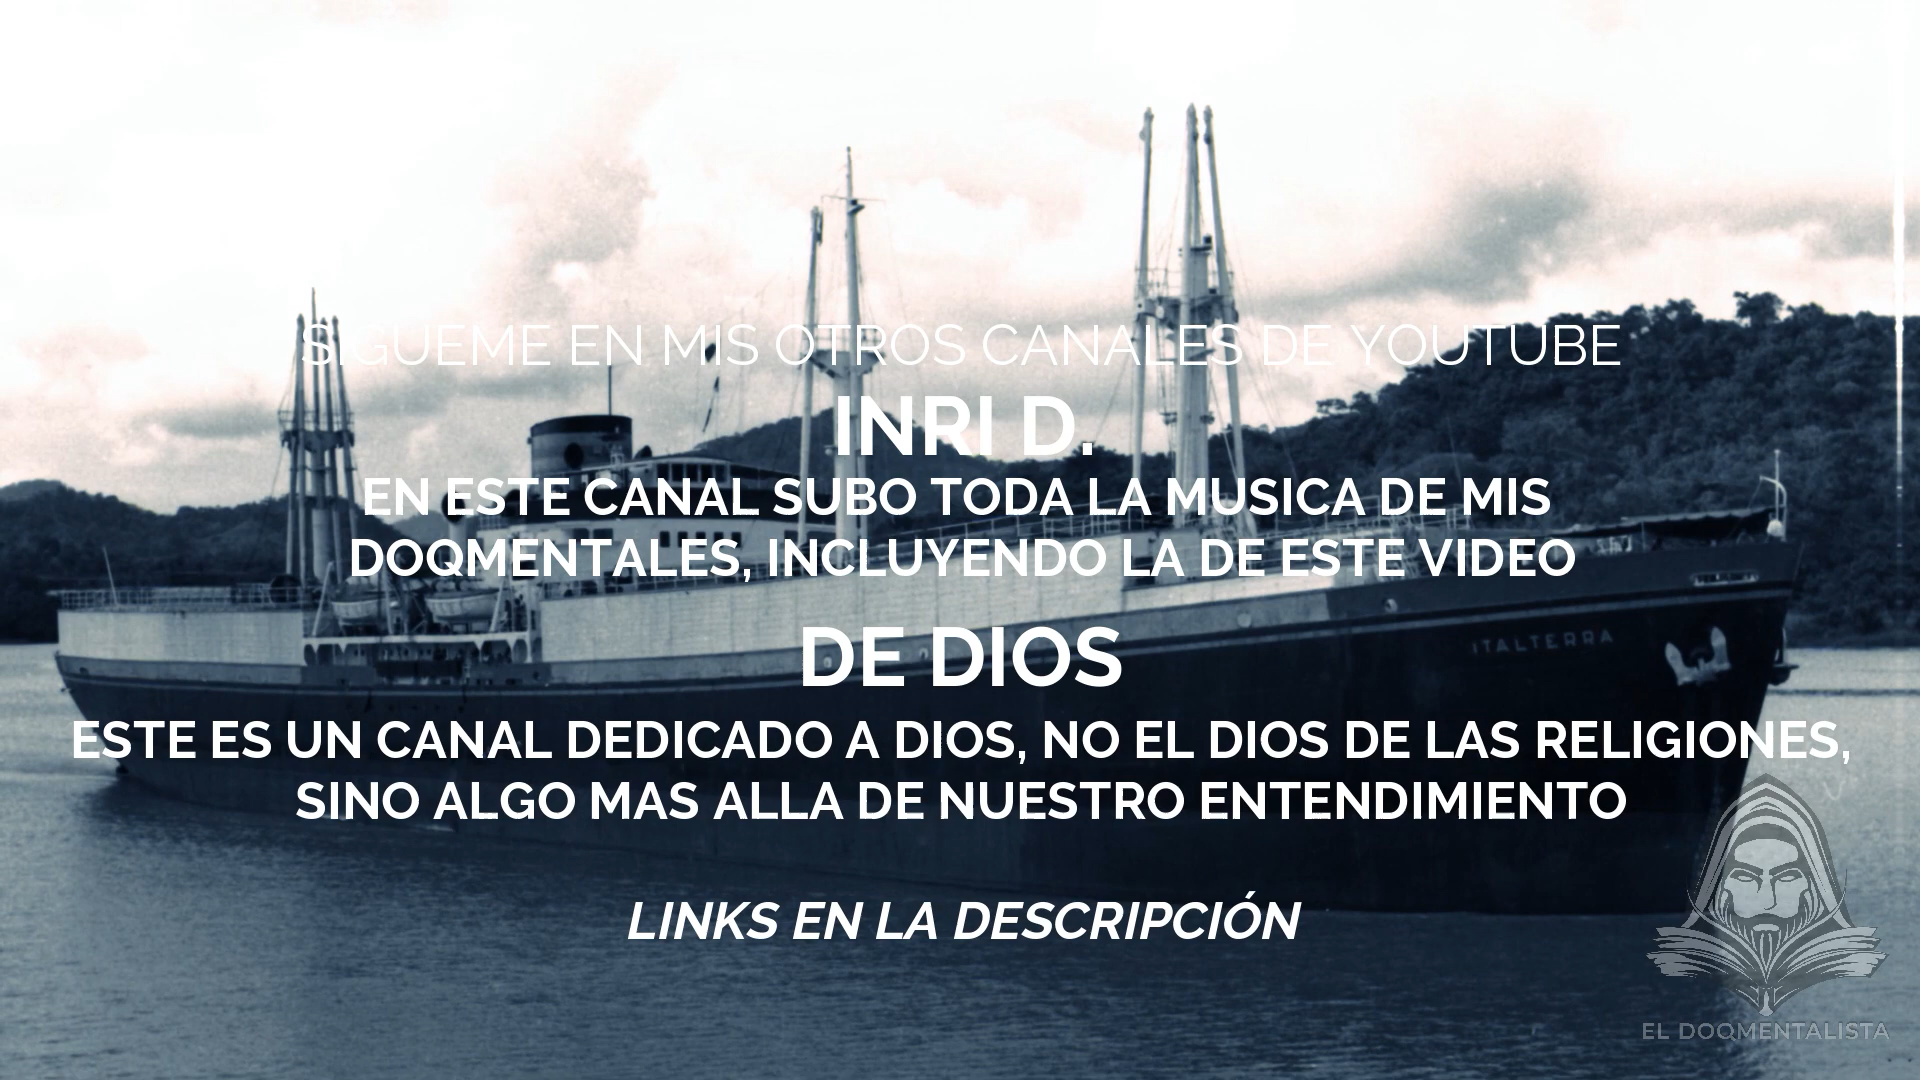 SIGUEME EN MIS OTROS CANALES DE YOUTUBE
INRI D.
EN ESTE CANAL SUBO TODA LA MUSICA DE MIS
DOQMENTALES, INCLUYENDO LA DE ESTE VIDEO
ITALTERRA
DE DIOS
ESTE ES UN CANAL DEDICADO A DIOS, NO EL DIOS DE LAS RELIGIONES,
SINO ALGO MAS ALLA DE NUESTRO ENTENDIMIENTO
LINKS EN LA DESCRIPCIÓN
EL DOQMENTALISTA